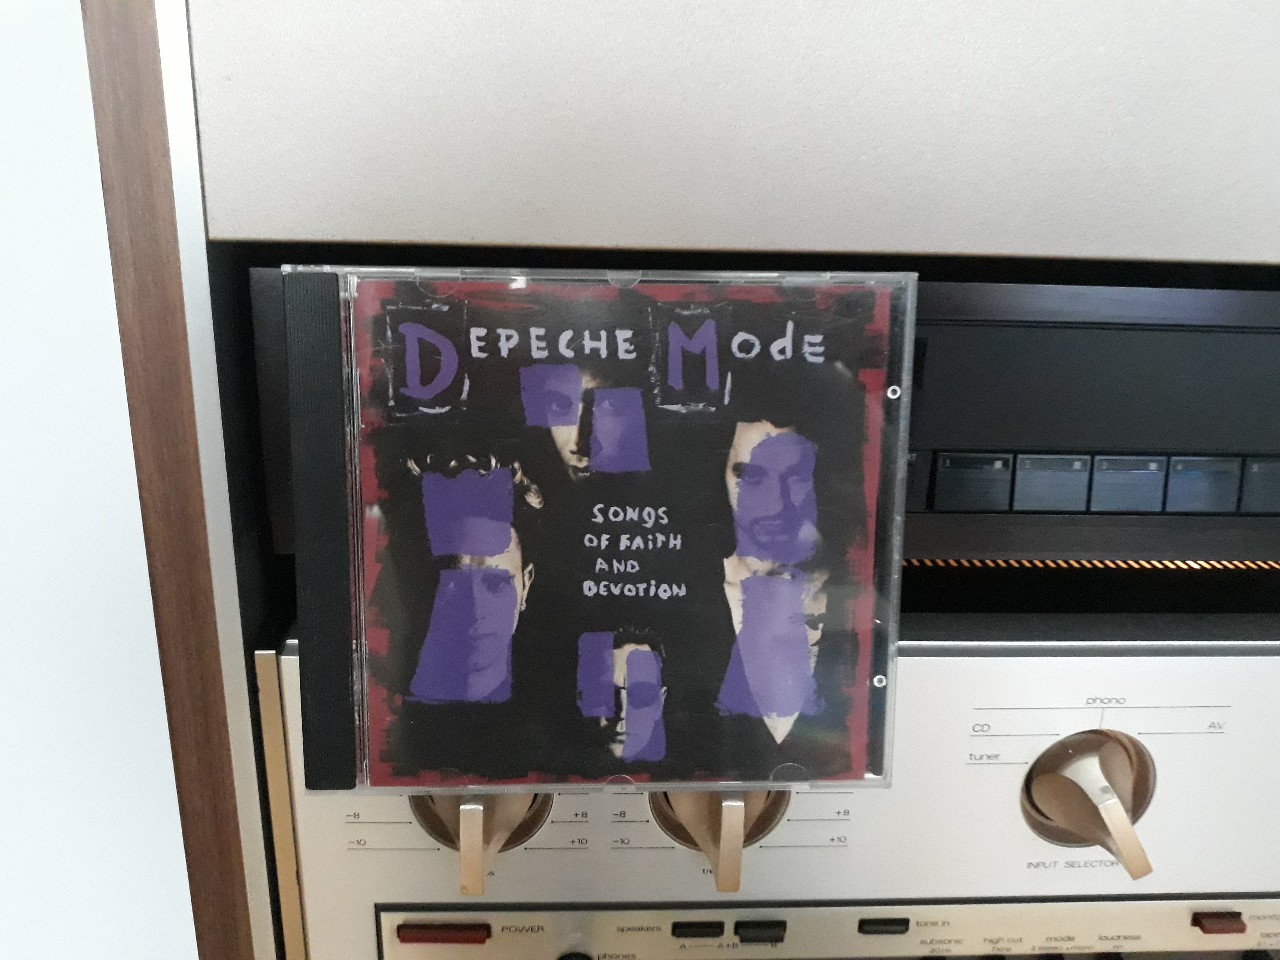 DEPECHE MODE
SONGS
OF FAITH
AND
DEVOTION
phono
CD
AV
tuner
-8 +8 -8 +8
-10 +10 -10 +10
INPUT SELECTOR
POWER
speakers
A A+B B
tone in
subsonic
high cut
mode
loudness
phones